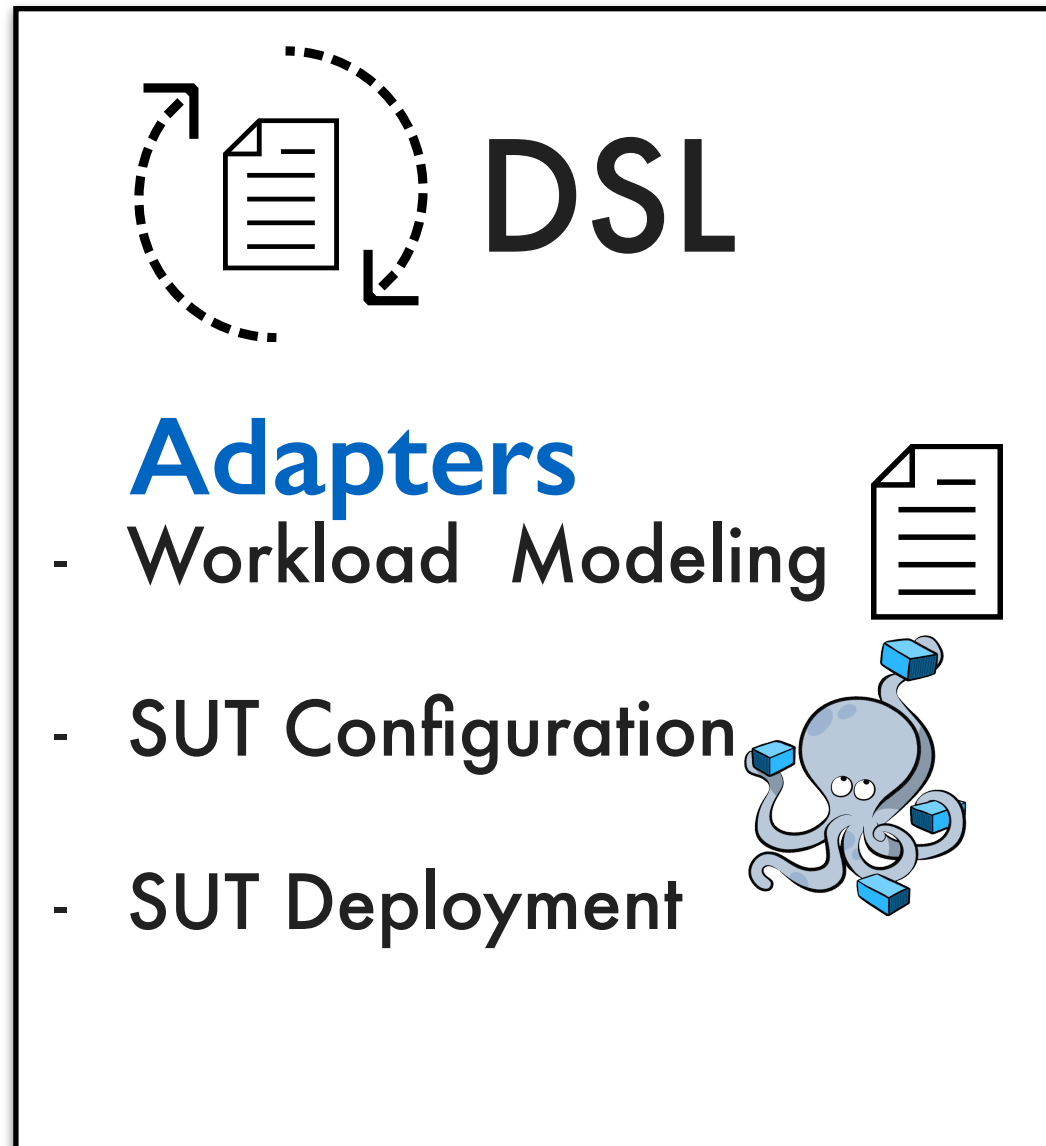 DSL
Adapters
- Workload Modeling
- SUT Configuration
- SUT Deployment